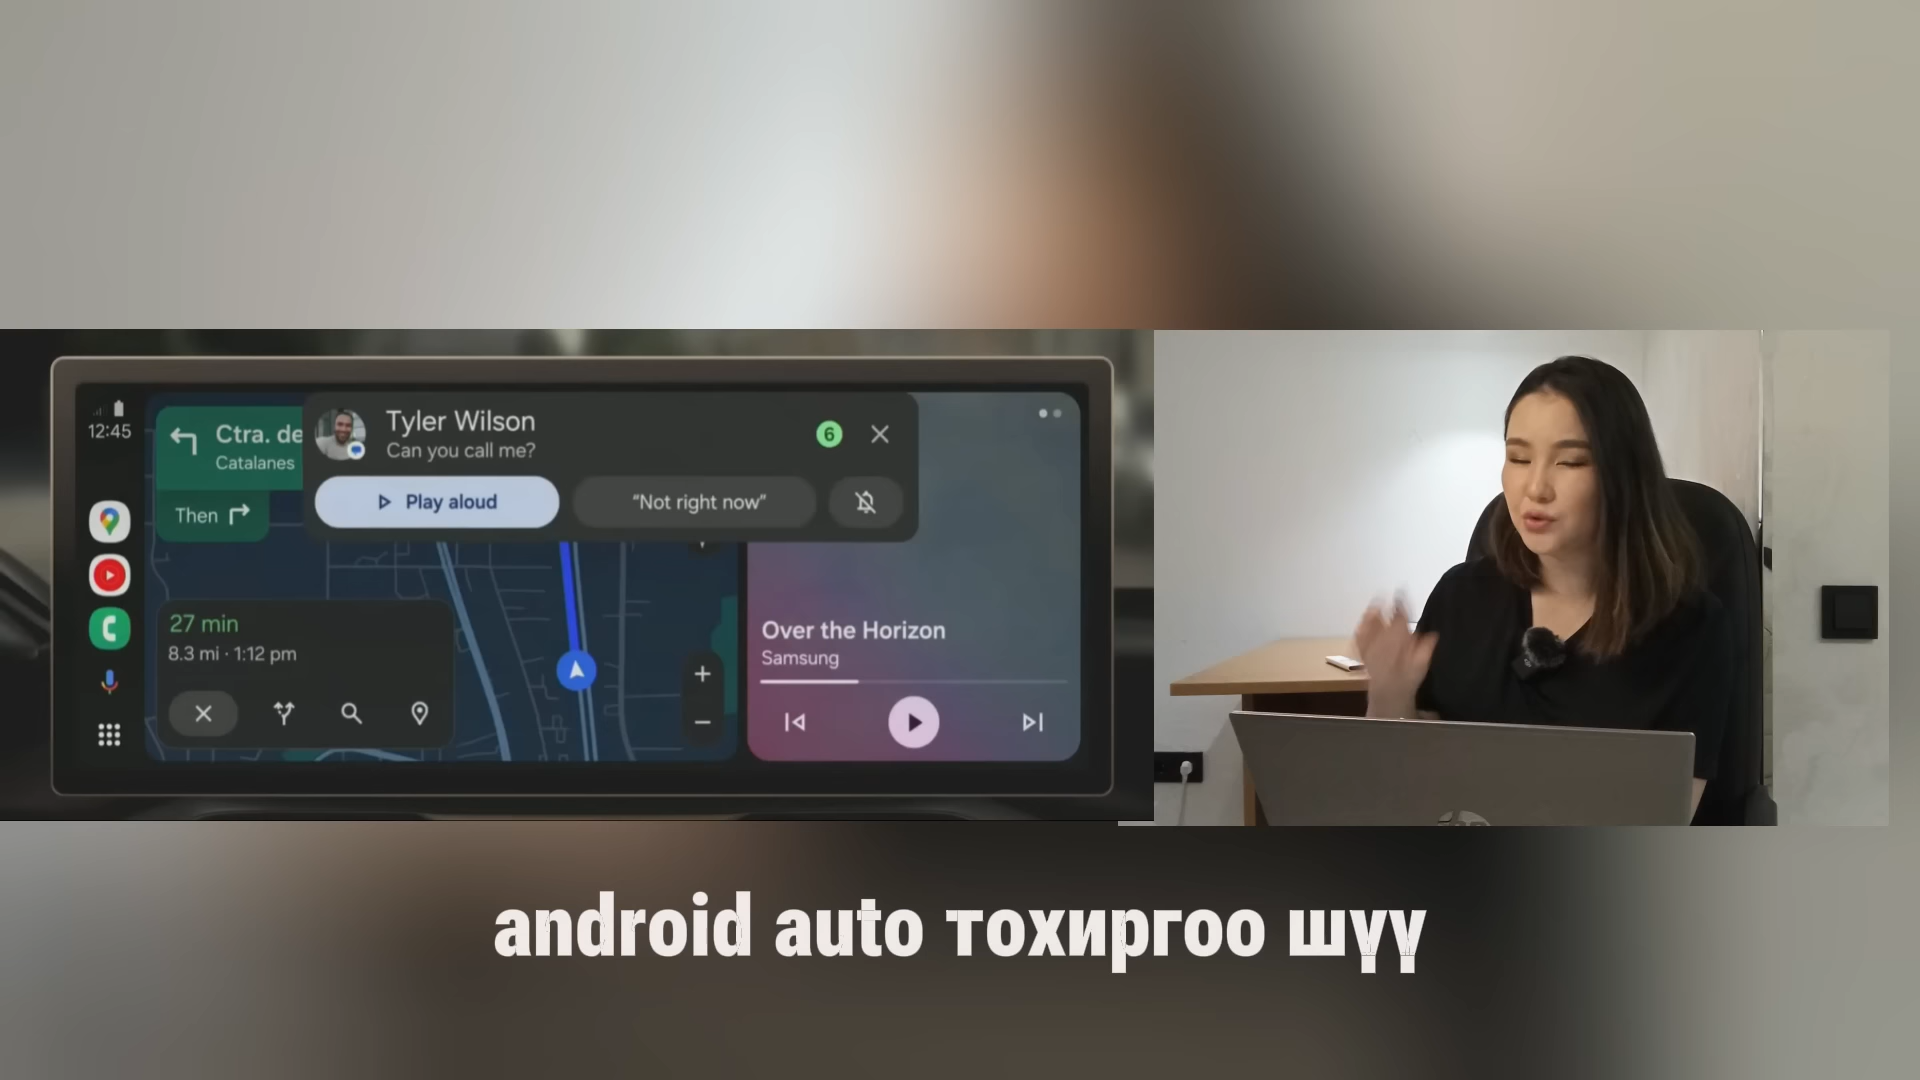 12:45
Ctra. de
Catalanes
Then
Tyler Wilson
Can you call me?
6
Play aloud
“Not right now”
27 min
8.3 mi · 1:12 pm
Over the Horizon
Samsung
android auto тохиргоо шүү